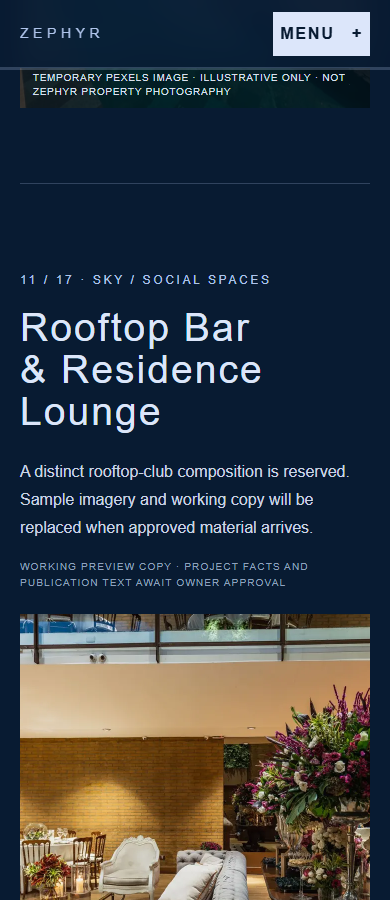 ZEPHYR
MENU +
TEMPORARY PEXELS IMAGE · ILLUSTRATIVE ONLY · NOT
ZEPHYR PROPERTY PHOTOGRAPHY
11 / 17 · SKY / SOCIAL SPACES
Rooftop Bar
& Residence
Lounge
A distinct rooftop-club composition is reserved.
Sample imagery and working copy will be
replaced when approved material arrives.
WORKING PREVIEW COPY · PROJECT FACTS AND
PUBLICATION TEXT AWAIT OWNER APPROVAL